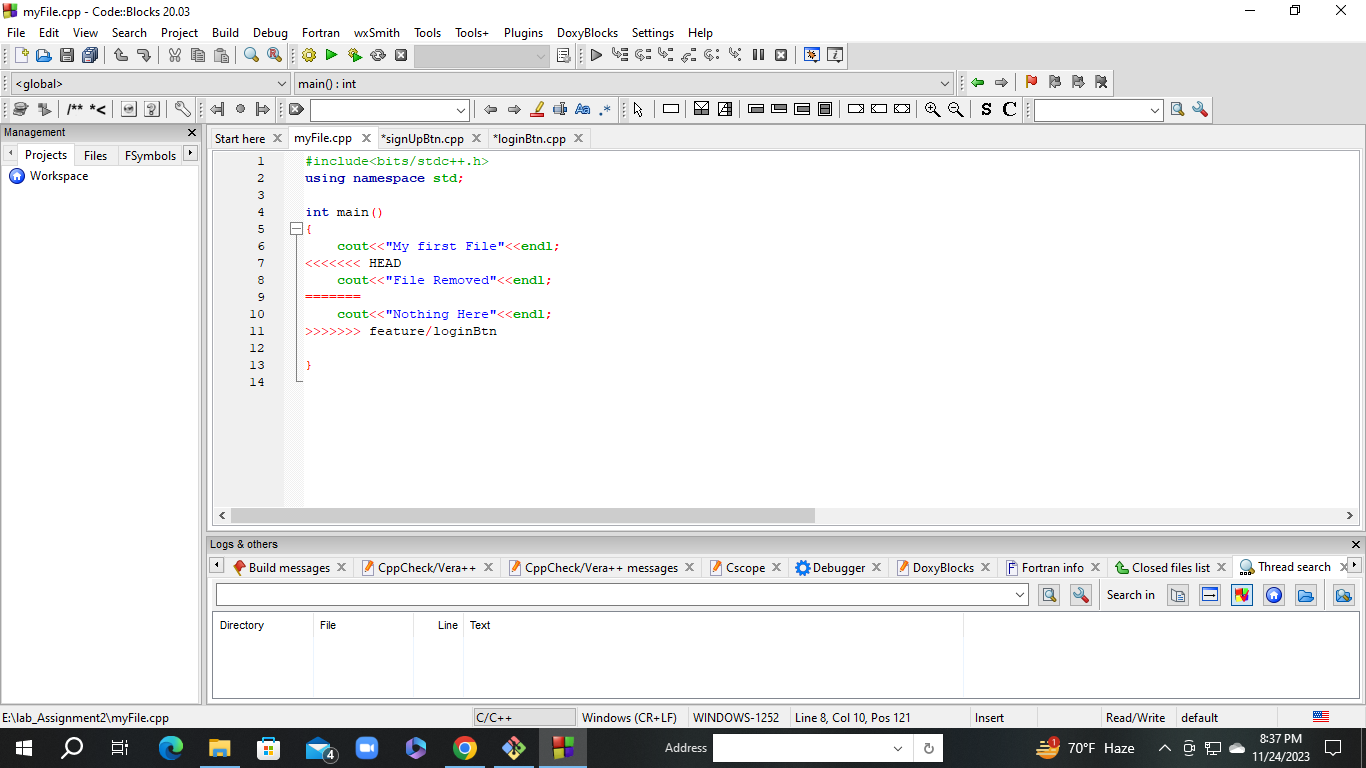 myFile.cpp - Code::Blocks 20.03
File Edit View Search Project Build Debug Fortran wxSmith Tools Tools+ Plugins DoxyBlocks Settings Help
<global> main() : int
/** *< Aa .* S C
Management
Projects Files FSymbols
Workspace
Start here myFile.cpp *signUpBtn.cpp *loginBtn.cpp
1 #include<bits/stdc++.h>
2 using namespace std;
3
4 int main()
5 {
6 cout<<"My first File"<<endl;
7 <<<<<<< HEAD
8 cout<<"File Removed"<<endl;
9 =======
10 cout<<"Nothing Here"<<endl;
11 >>>>>>> feature/loginBtn
12
13 }
14
Logs & others
Build messages CppCheck/Vera++ CppCheck/Vera++ messages Cscope Debugger DoxyBlocks Fortran info Closed files list Thread search
Search in
Directory File Line Text
E:\lab_Assignment2\myFile.cpp C/C++ Windows (CR+LF) WINDOWS-1252 Line 8, Col 10, Pos 121 Insert Read/Write default
4 Address 1 70°F Haze 8:37 PM
11/24/2023